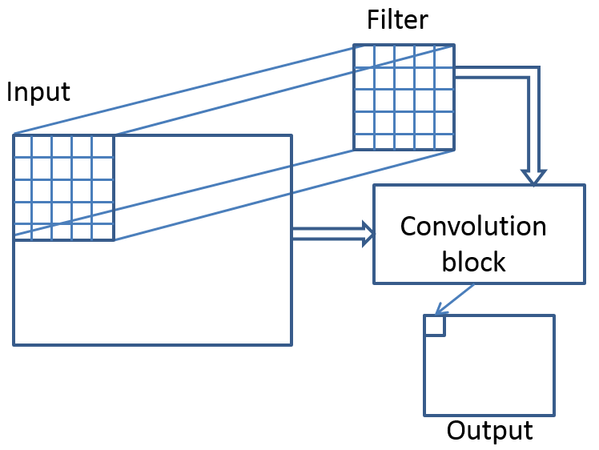 Filter
Input
Convolution
block
Output